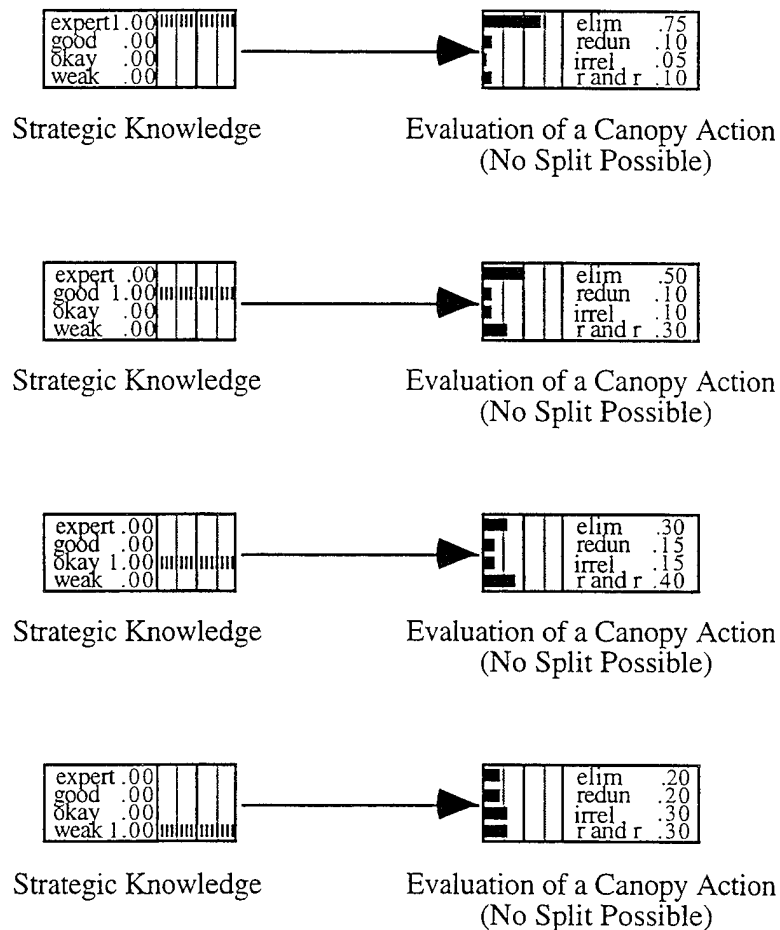 expert 1.00
good .00
okay .00
weak .00
elim .75
redun .10
irrel .05
r and r .10
Strategic Knowledge
Evaluation of a Canopy Action
(No Split Possible)
expert .00
good 1.00
okay .00
weak .00
elim .50
redun .10
irrel .10
r and r .30
Strategic Knowledge
Evaluation of a Canopy Action
(No Split Possible)
expert .00
good .00
okay 1.00
weak .00
elim .30
redun .15
irrel .15
r and r .40
Strategic Knowledge
Evaluation of a Canopy Action
(No Split Possible)
expert .00
good .00
okay .00
weak 1.00
elim .20
redun .20
irrel .30
r and r .30
Strategic Knowledge
Evaluation of a Canopy Action
(No Split Possible)